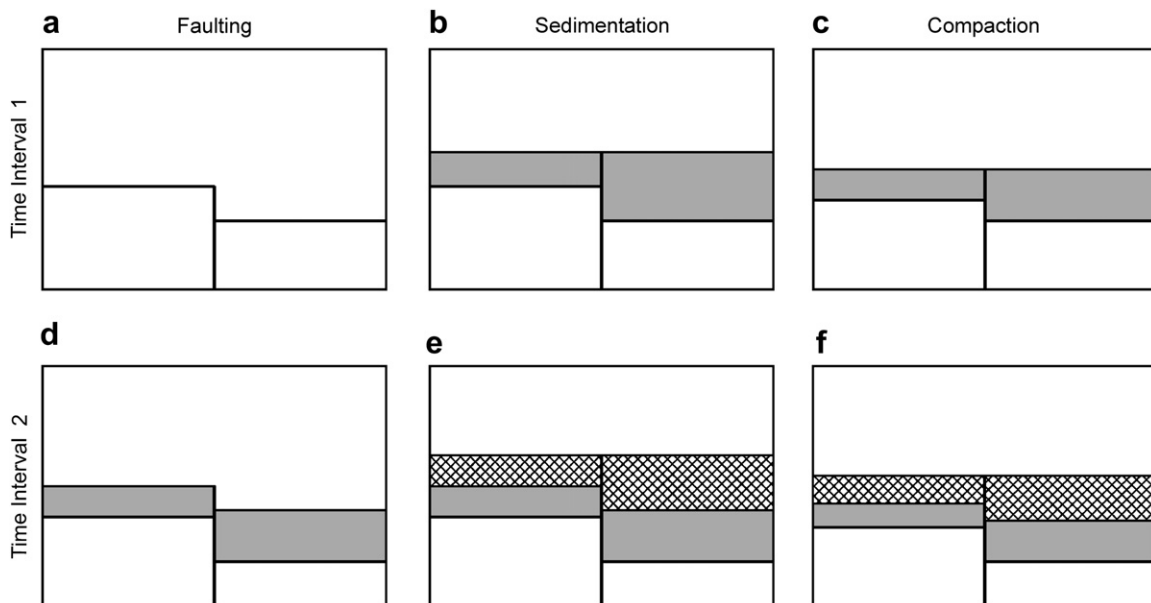 a
Faulting
b
Sedimentation
c
Compaction
Time Interval 1
d
e
f
Time Interval 2